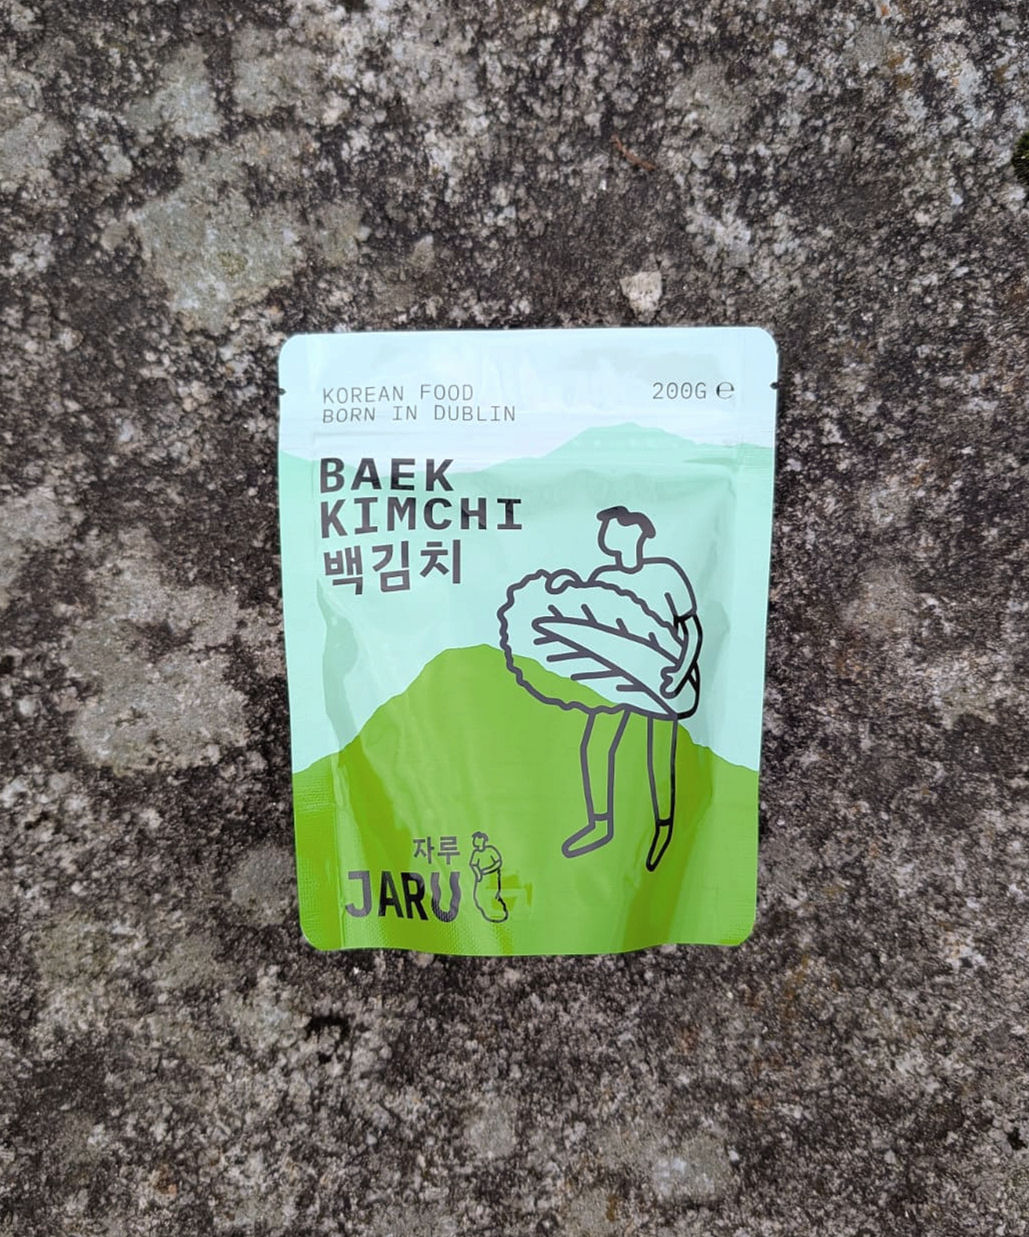 KOREAN FOOD
BORN IN DUBLIN
200G ℮
BAEK
KIMCHI
백김치
자루
JARU